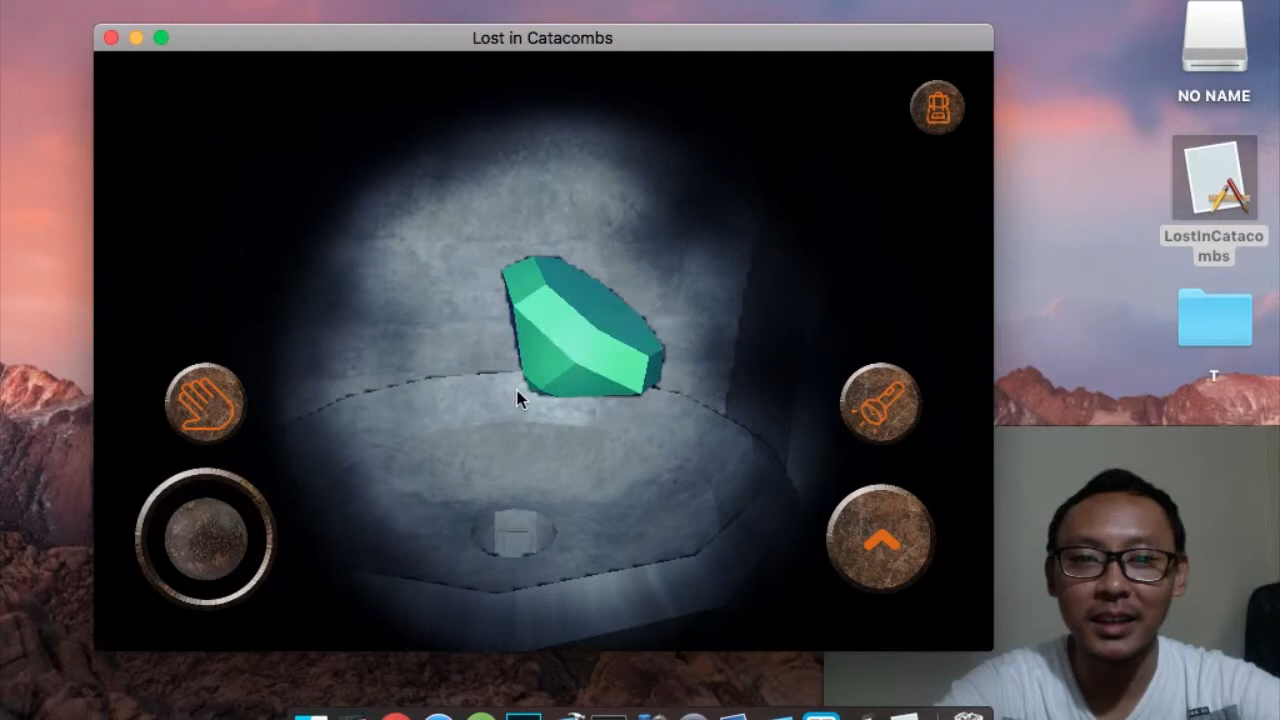 Lost in Catacombs
NO NAME
LostInCataco
mbs
T